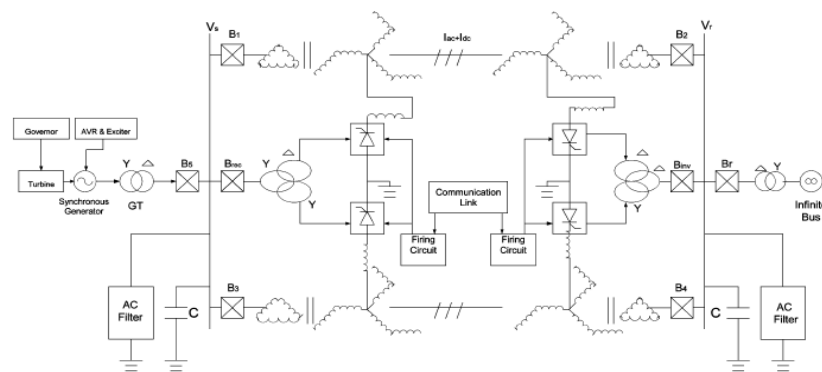 Vs
B1
Iac+Idc
B2
Vr
Governor
AVR & Exciter
Y
B5
Brec
Y
Y
Turbine
Synchronous
Generator
GT
Communication
Link
Firing
Circuit
Firing
Circuit
Y
Binv
Br
Y
Infinite
Bus
AC
Filter
C
B3
B4
C
AC
Filter